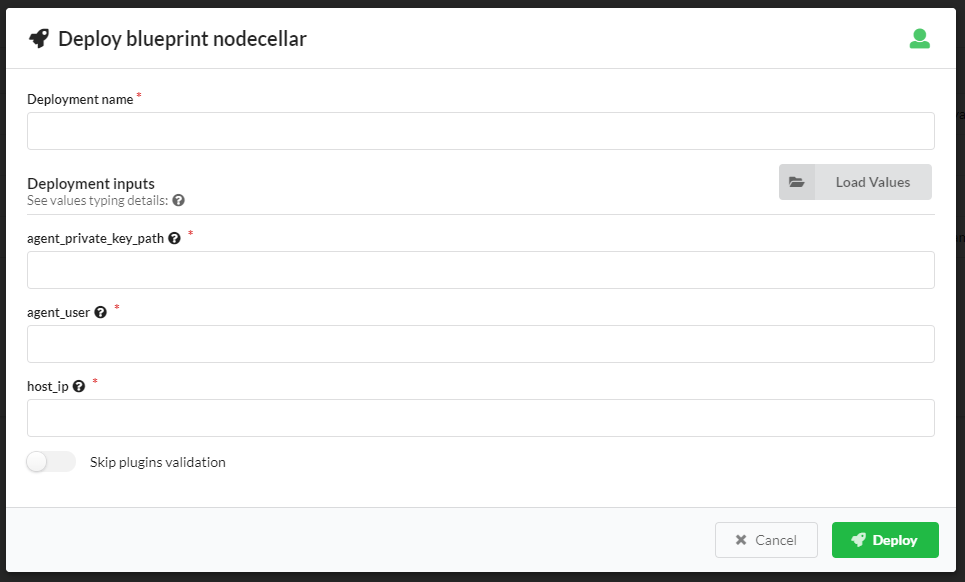 Deploy blueprint nodecellar
Deployment name *
Deployment inputs
Load Values
See values typing details:
agent_private_key_path *
agent_user *
host_ip *
Skip plugins validation
Cancel
Deploy